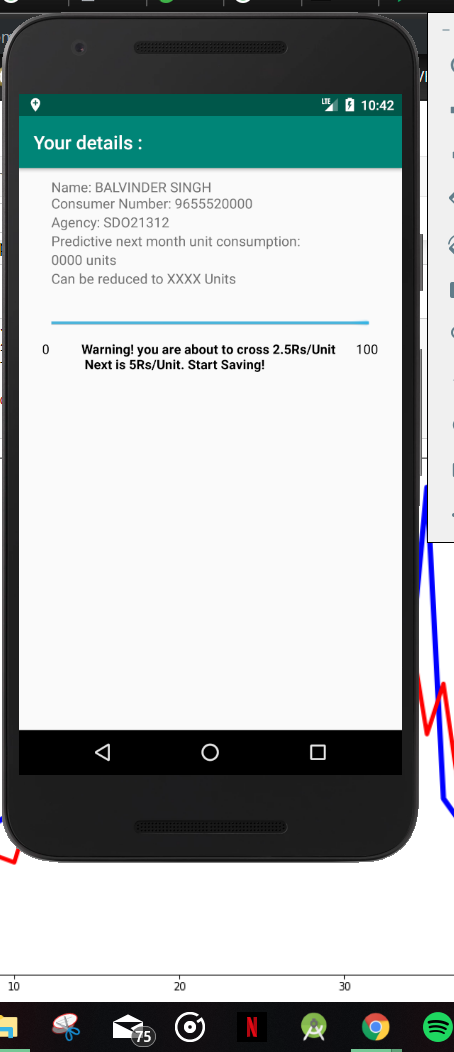 LTE 10:42
Your details :
Name: BALVINDER SINGH
Consumer Number: 9655520000
Agency: SDO21312
Predictive next month unit consumption:
0000 units
Can be reduced to XXXX Units
0 Warning! you are about to cross 2.5Rs/Unit 100
Next is 5Rs/Unit. Start Saving!
10 20 30
75
N